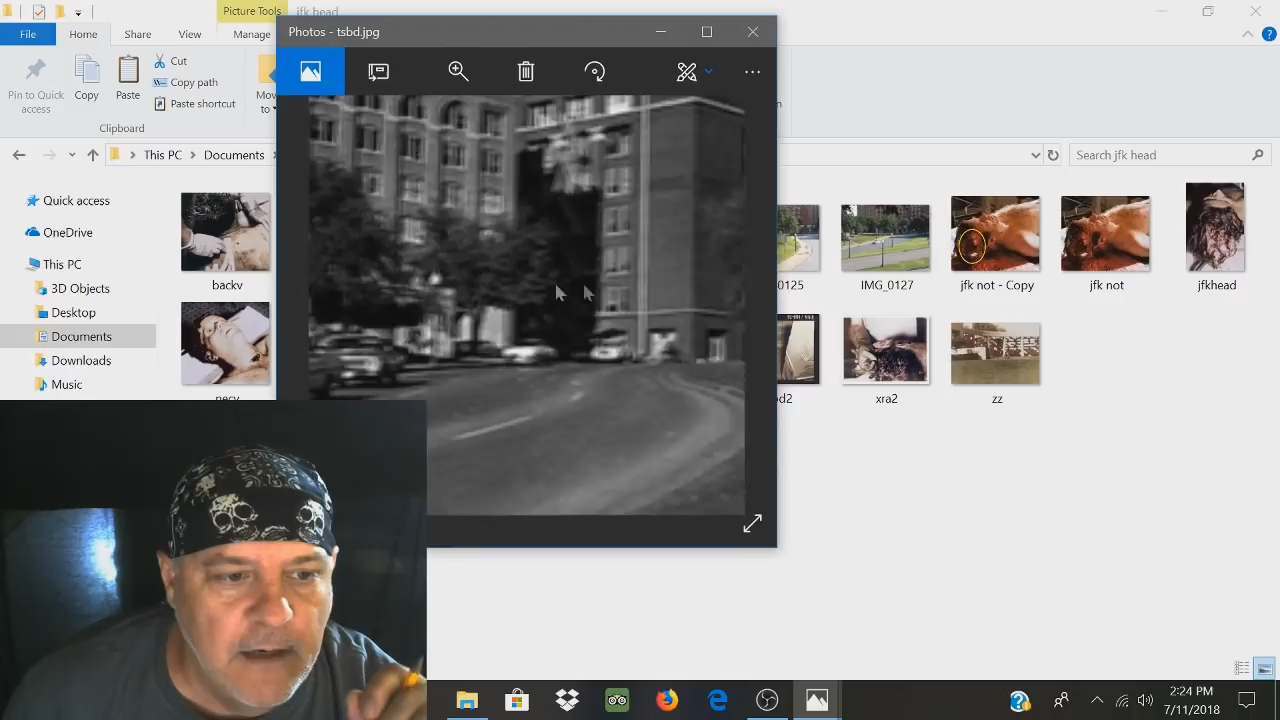 Picture Tools
jfk head
File
Home
Share
View
Manage
Photos - tsbd.jpg
Pin to Quick
access
Copy
Paste
Cut
Copy path
Paste shortcut
Mov
to
Clipboard
This PC
Documents
Search jfk head
Quick access
OneDrive
This PC
3D Objects
Desktop
Documents
Downloads
Music
backv
0125
IMG_0127
jfk not - Copy
jfk not
jfkhead
od2
xra2
zz
2:24 PM
7/11/2018